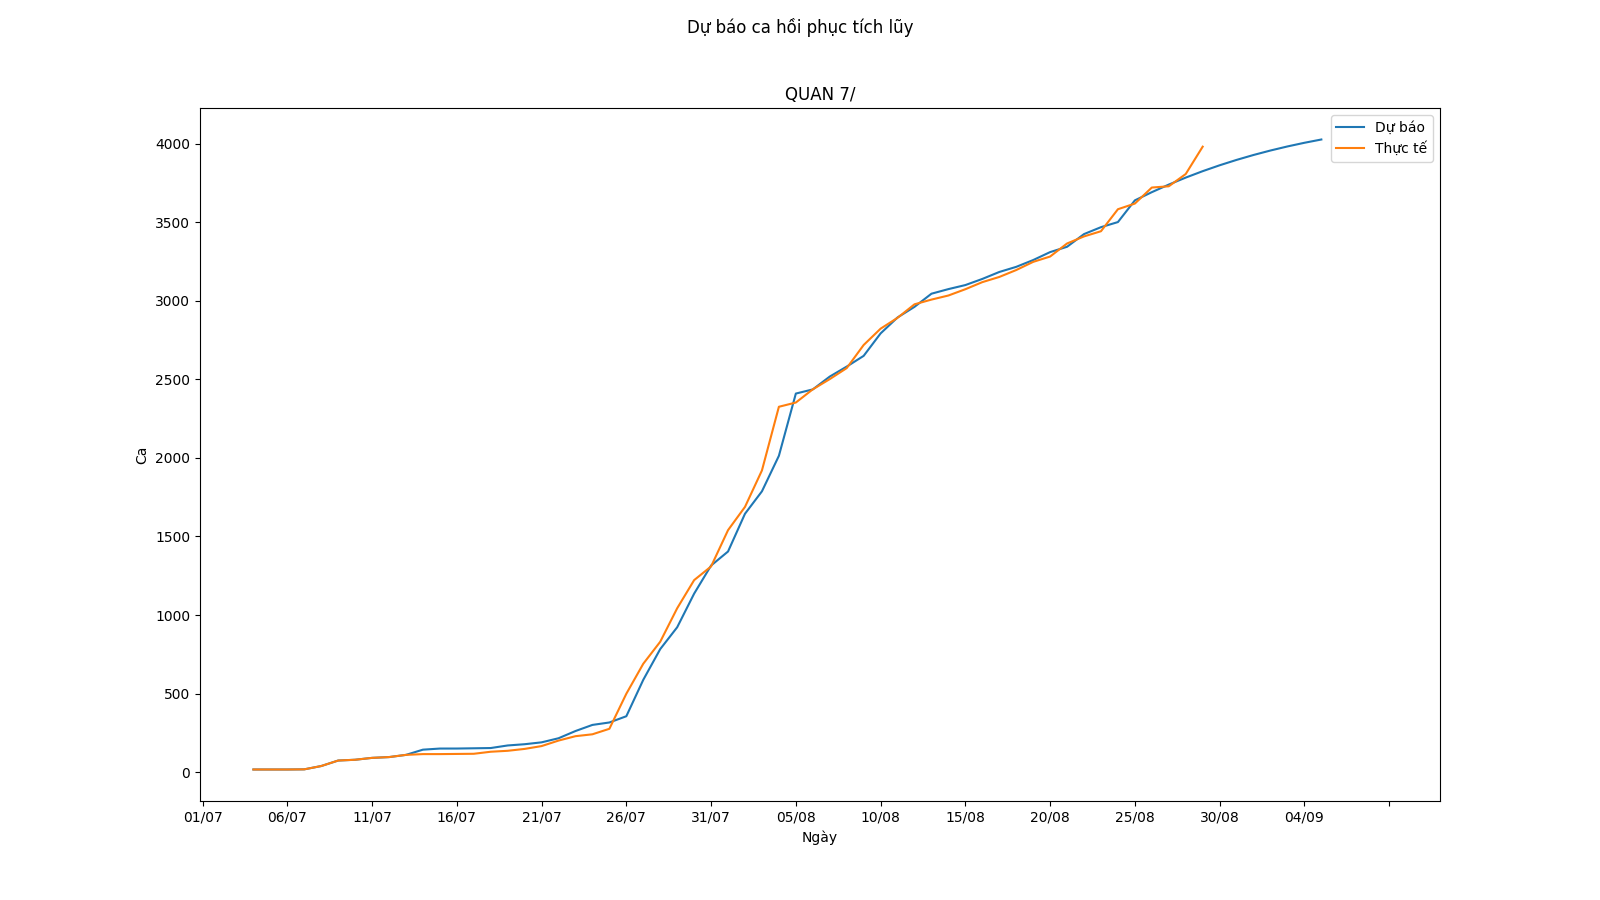 Dự báo ca hồi phục tích lũy
QUAN 7/
Dự báo
Thực tế
4000
3500
3000
2500
2000
1500
1000
500
0
Ca
01/07 06/07 11/07 16/07 21/07 26/07 31/07 05/08 10/08 15/08 20/08 25/08 30/08 04/09
Ngày